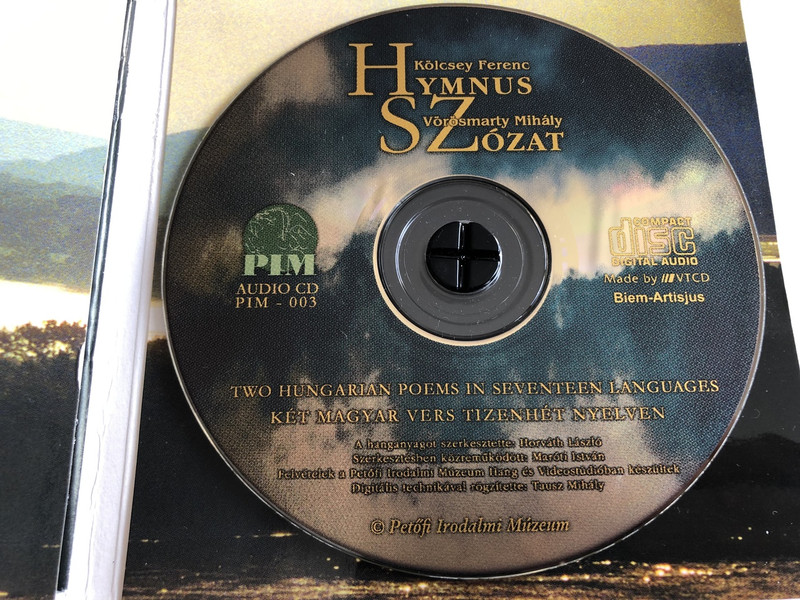 Kölcsey Ferenc
HYMNUS
Vörösmarty Mihály
SZÓZAT
PIM
AUDIO CD
PIM - 003
COMPACT
disc
DIGITAL AUDIO
Made by VTCD
Biem-Artisjus
TWO HUNGARIAN POEMS IN SEVENTEEN LANGUAGES
KÉT MAGYAR VERS TIZENHÉT NYELVEN
A hanganyagot szerkesztette: Horváth László
Szerkesztésben közreműködött: Maróti István
Felvételek a Petőfi Irodalmi Múzeum Hang és Videostúdióban készültek
Digitális technikával rögzítette: Tausz Mihály
© Petőfi Irodalmi Múzeum